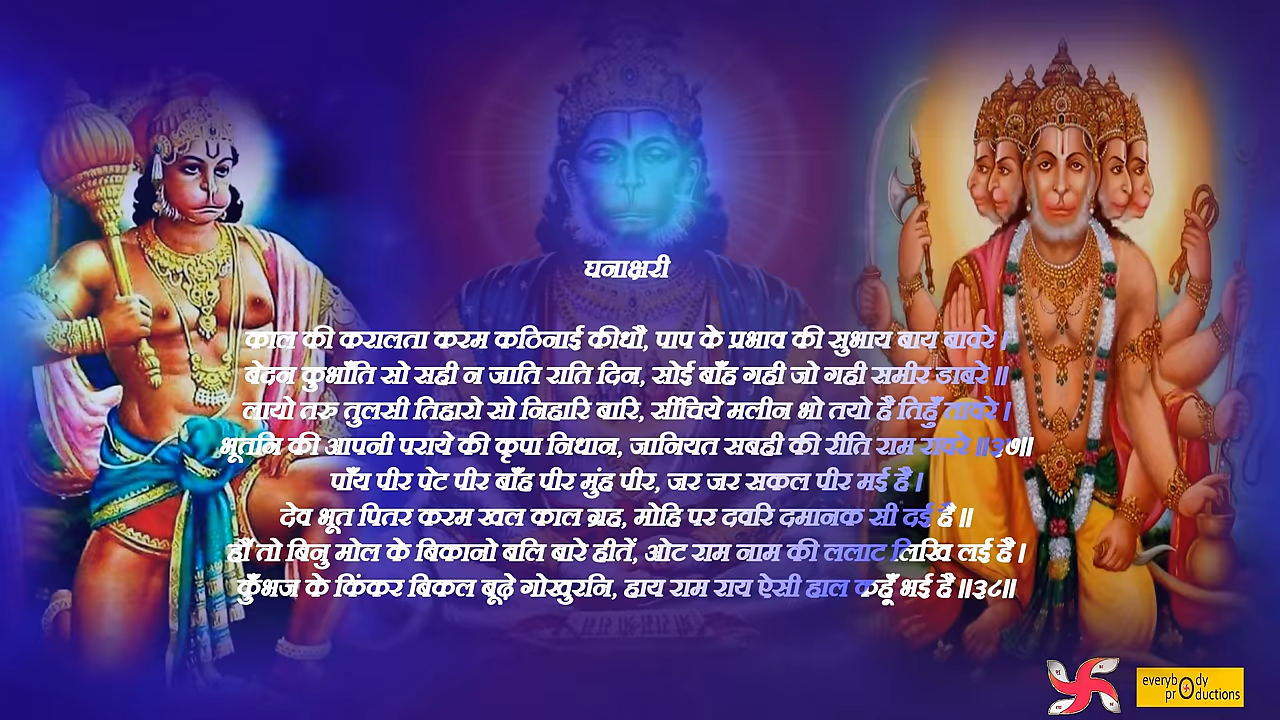 घनाक्षरी
काल की करालता करम कठिनाई कीधौ, पाप के प्रभाव की सुभाय बाय बावरे ।
बेदन कुभाँति सो सही न जाति राति दिन, सोई बाँह गही जो गही समीर डाबरे ॥
लायो तरु तुलसी तिहारो सो निहारि बारि, सींचिये मलीन भो तयो है तिहुँ तावरे ।
भूतनि की आपनी पराये की कृपा निधान, जानियत सबही की रीति राम रावरे ॥३७॥
पाँय पीर पेट पीर बाँह पीर मुंह पीर, जर जर सकल पीर मई है ।
देव भूत पितर करम खल काल ग्रह, मोहि पर दवरि दमानक सी दई है ॥
हौं तो बिनु मोल के बिकानो बलि बारे हीतें, ओट राम नाम की ललाट लिखि लई है ।
कुँभज के किंकर बिकल बूढ़े गोखुरनि, हाय राम राय ऐसी हाल कहूँ भई है ॥३८॥
everybody
productions